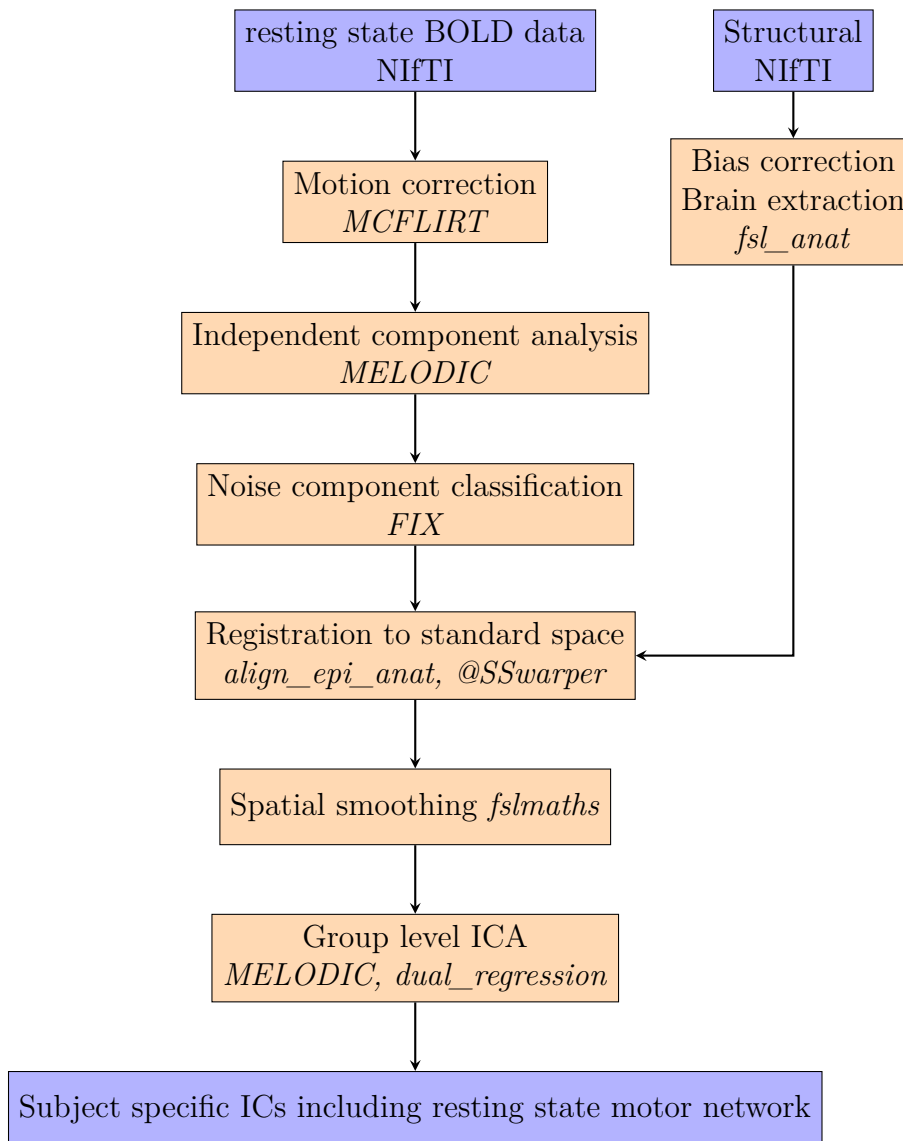 resting state BOLD data
NIfTI
Structural
NIfTI
Motion correction
MCFLIRT
Bias correction
Brain extraction
fsl_anat
Independent component analysis
MELODIC
Noise component classification
FIX
Registration to standard space
align_epi_anat, @SSwarper
Spatial smoothing fslmaths
Group level ICA
MELODIC, dual_regression
Subject specific ICs including resting state motor network